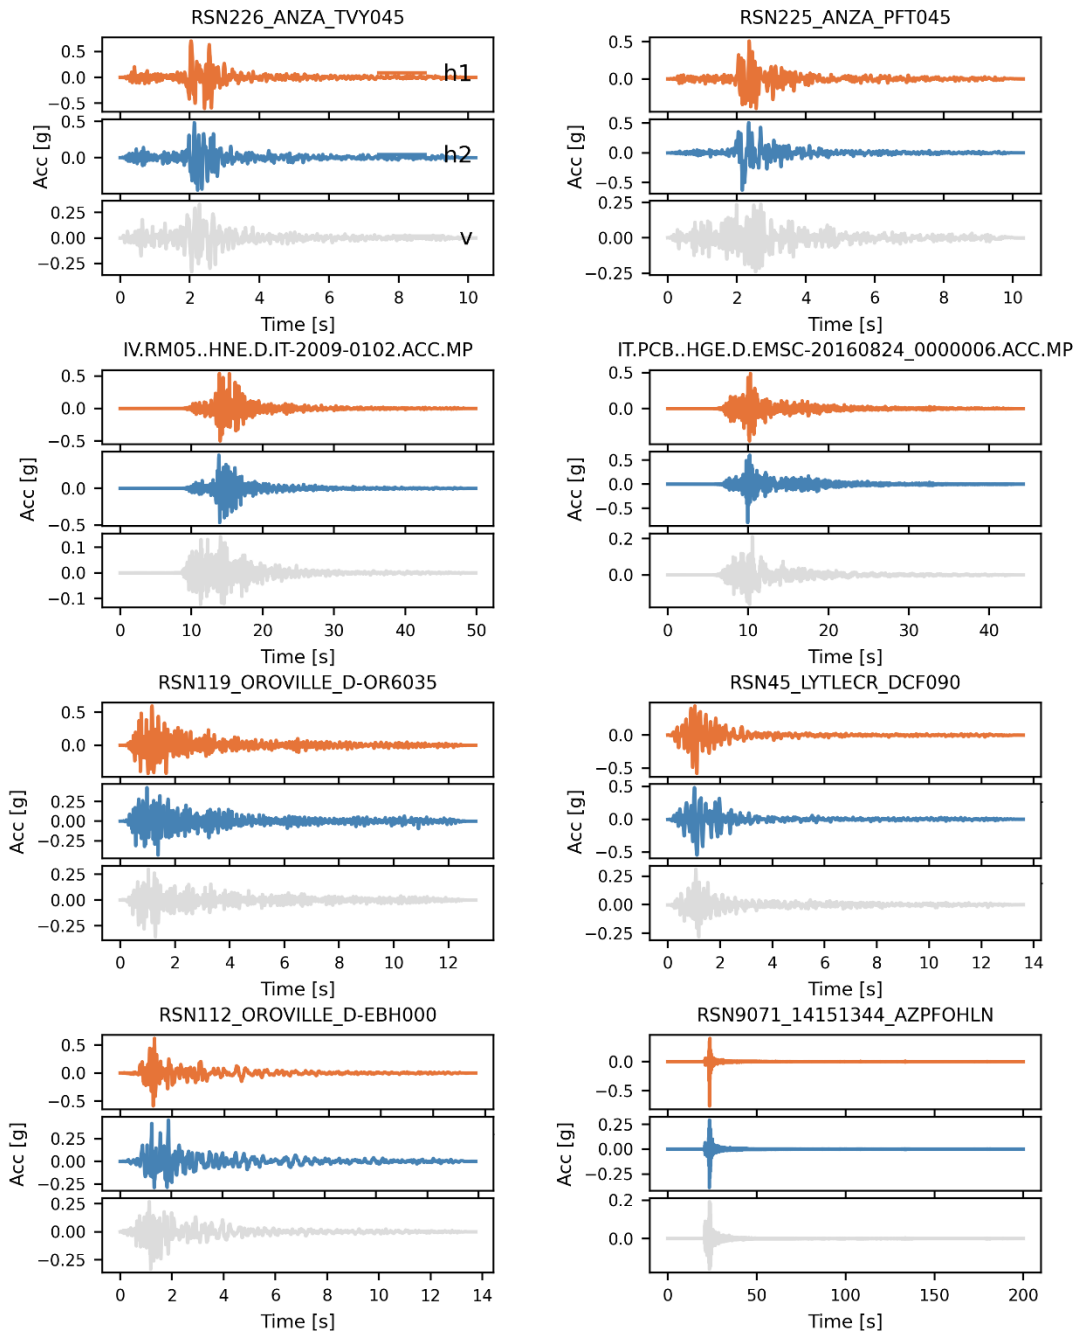 RSN226_ANZA_TVY045
0.5
0.0
−0.5
h1
0.5
0.0
h2
0.25
0.00
−0.25
v
Acc [g]
0 2 4 6 8 10
Time [s]
RSN225_ANZA_PFT045
0.5
0.0
0.5
0.0
−0.5
0.25
0.00
−0.25
Acc [g]
0 2 4 6 8 10
Time [s]
IV.RM05..HNE.D.IT-2009-0102.ACC.MP
0.5
0.0
−0.5
0.0
−0.5
0.1
0.0
−0.1
Acc [g]
0 10 20 30 40 50
Time [s]
IT.PCB..HGE.D.EMSC-20160824_0000006.ACC.MP
0.5
0.0
0.5
0.0
−0.5
0.2
0.0
Acc [g]
0 10 20 30 40
Time [s]
RSN119_OROVILLE_D-OR6035
0.5
0.0
0.25
0.00
−0.25
0.25
0.00
−0.25
Acc [g]
0 2 4 6 8 10 12
Time [s]
RSN45_LYTLECR_DCF090
0.0
−0.5
0.5
0.0
−0.5
0.25
0.00
−0.25
Acc [g]
0 2 4 6 8 10 12 14
Time [s]
RSN112_OROVILLE_D-EBH000
0.5
0.0
−0.5
0.25
0.00
0.25
0.00
−0.25
Acc [g]
0 2 4 6 8 10 12 14
Time [s]
RSN9071_14151344_AZPFOHLN
0.0
−0.5
0.25
0.00
−0.25
0.2
0.0
Acc [g]
0 50 100 150 200
Time [s]